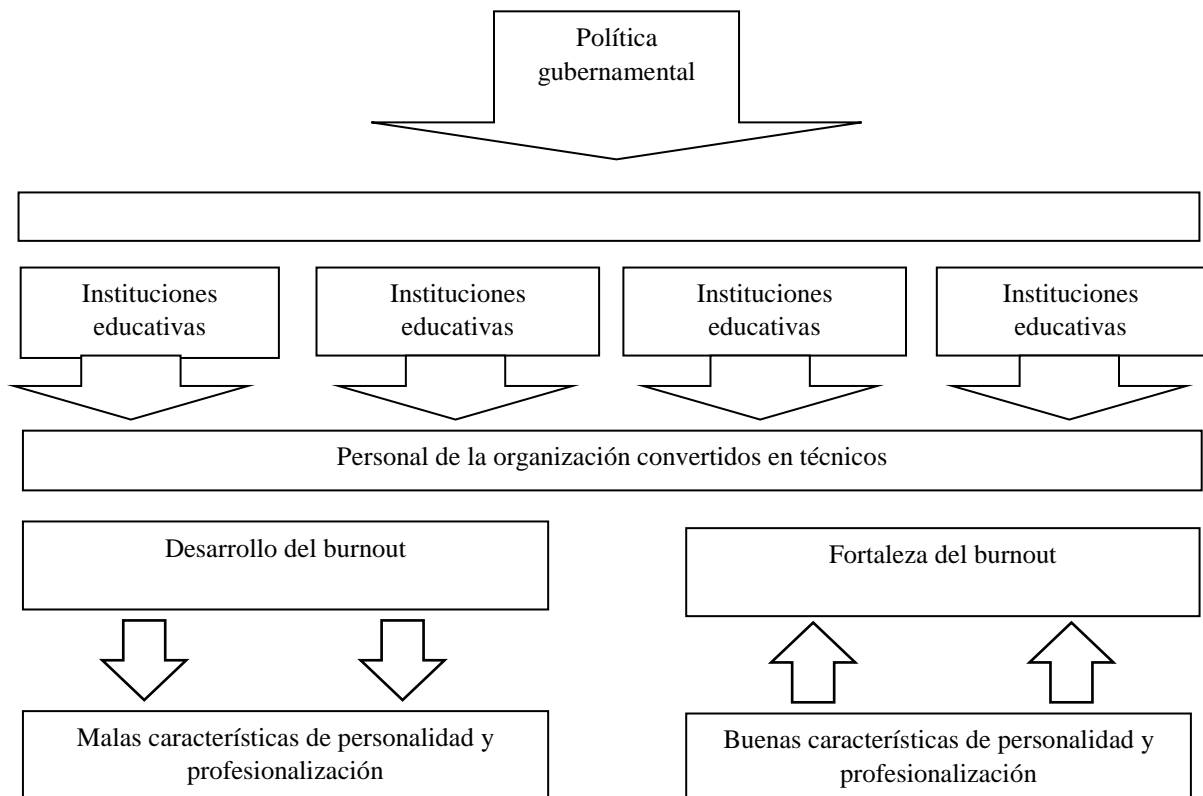 Política
gubernamental
Instituciones
educativas
Instituciones
educativas
Instituciones
educativas
Instituciones
educativas
Personal de la organización convertidos en técnicos
Desarrollo del burnout
Fortaleza del burnout
Malas características de personalidad y
profesionalización
Buenas características de personalidad y
profesionalización